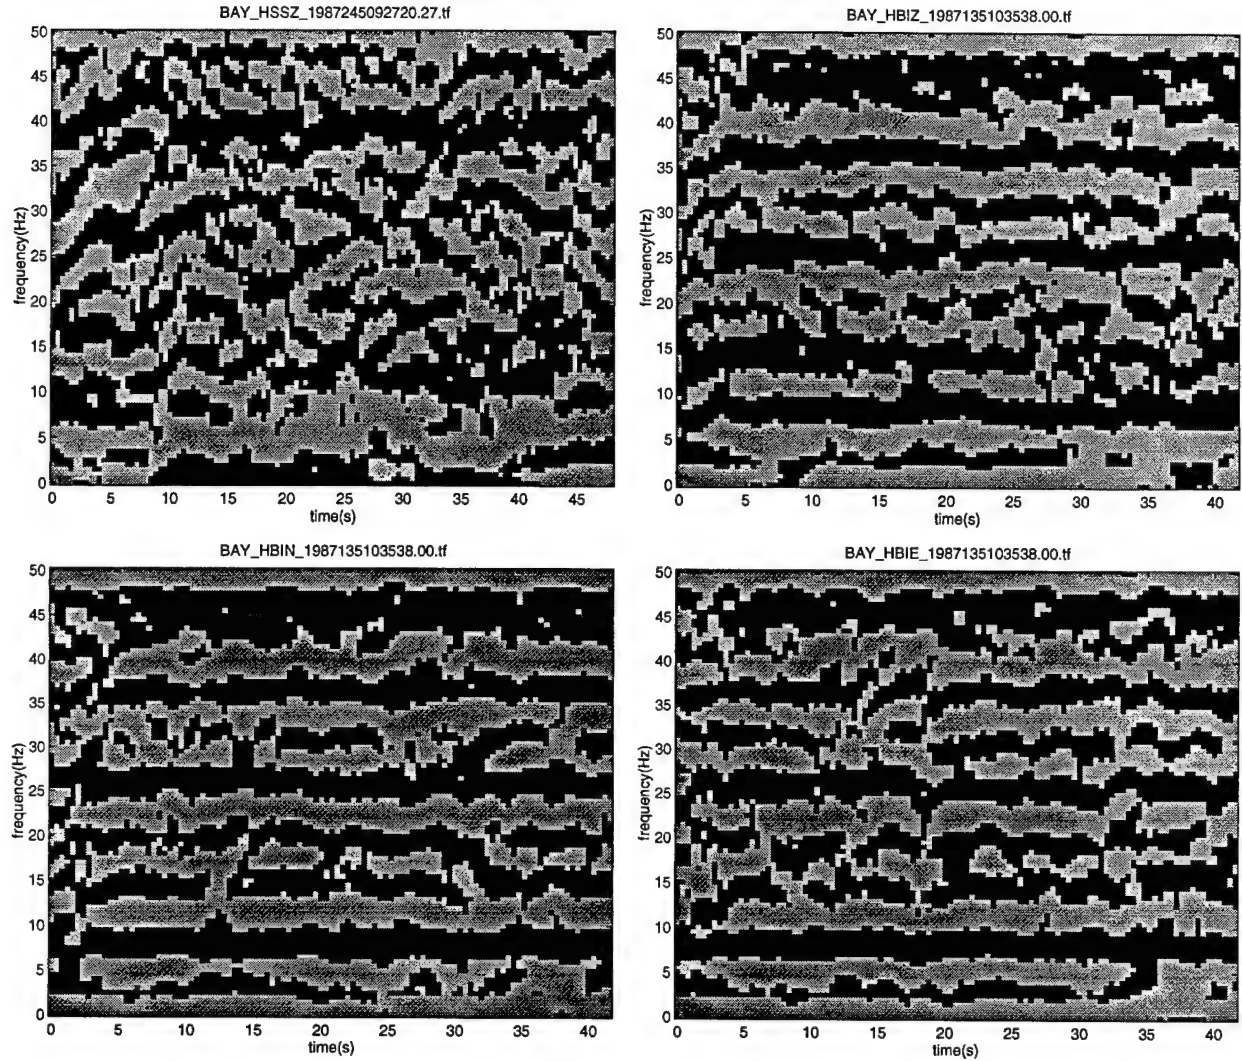 BAY_HSSZ_1987245092720.27.tf
50
45
40
35
30
25
20
15
10
5
0
frequency(Hz)
0 5 10 15 20 25 30 35 40 45
time(s)
BAY_HBIZ_1987135103538.00.tf
50
45
40
35
30
25
20
15
10
5
0
frequency(Hz)
0 5 10 15 20 25 30 35 40
time(s)
BAY_HBIN_1987135103538.00.tf
50
45
40
35
30
25
20
15
10
5
0
frequency(Hz)
0 5 10 15 20 25 30 35 40
time(s)
BAY_HBIE_1987135103538.00.tf
50
45
40
35
30
25
20
15
10
5
0
frequency(Hz)
0 5 10 15 20 25 30 35 40
time(s)